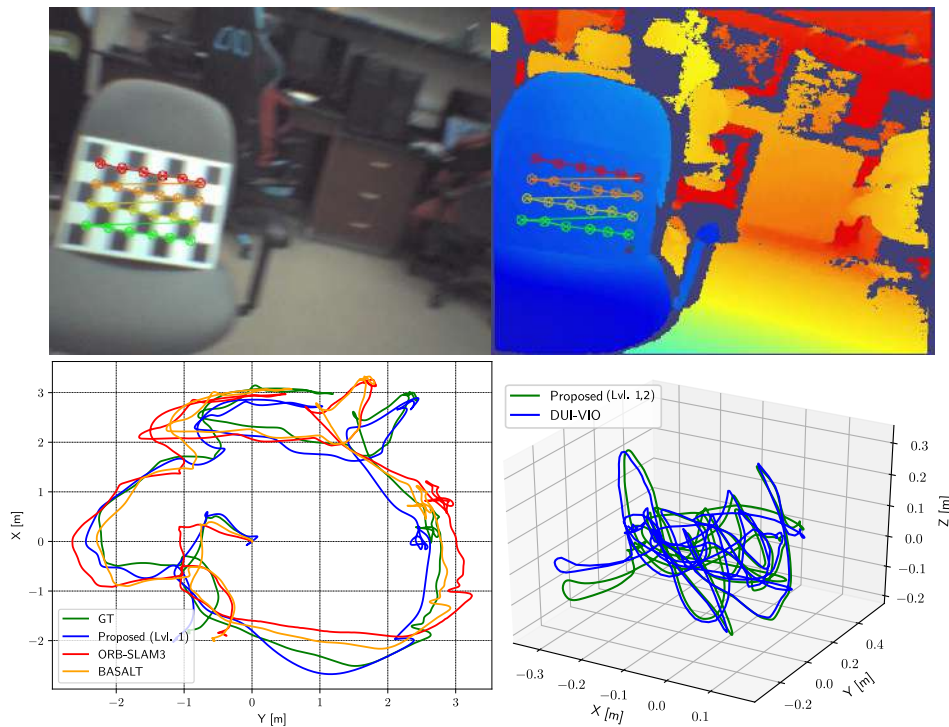 3
2
1
0
−1
−2
X [m]
GT
Proposed (Lvl. 1)
ORB-SLAM3
BASALT
−2 −1 0 1 2 3
Y [m]
Proposed (Lvl. 1,2)
DUI-VIO
0.3
0.2
0.1
0.0
−0.1
−0.2
Z [m]
−0.3
−0.2
−0.1
0.0
0.1
X [m]
−0.2
0.0
0.2
0.4
Y [m]